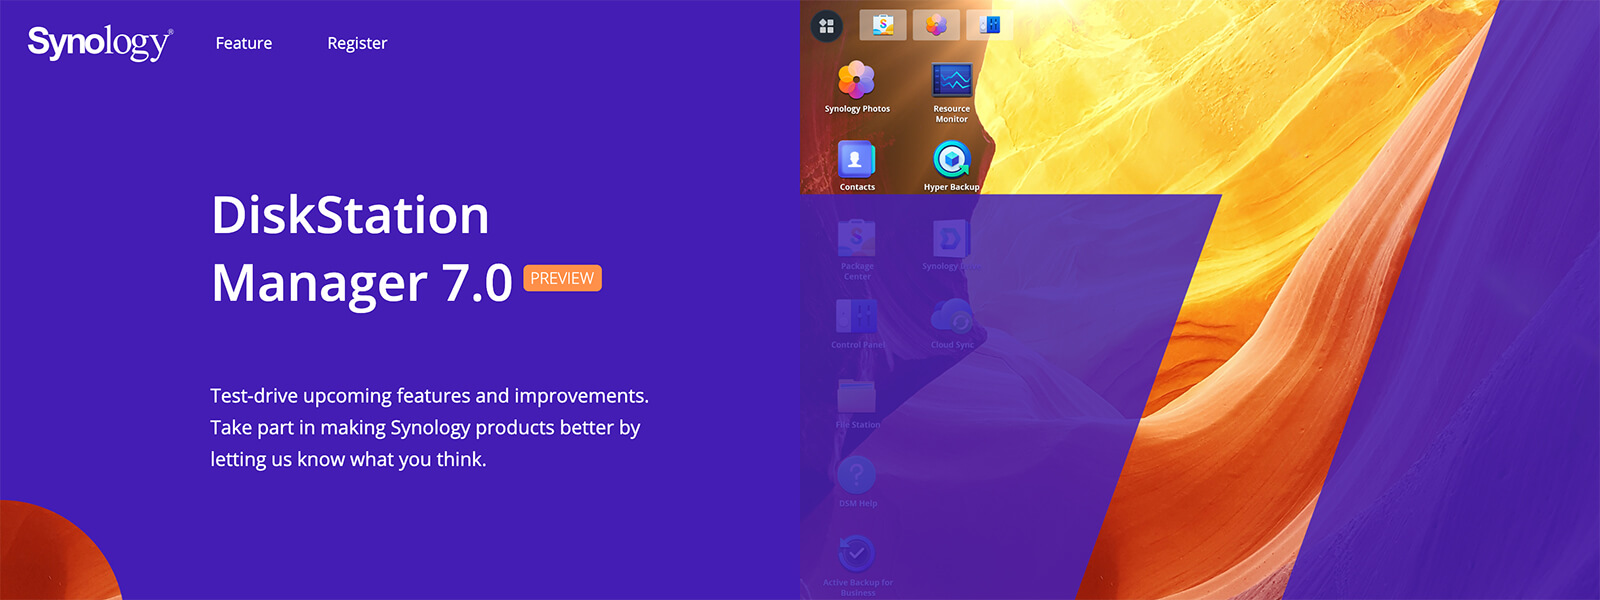 Synology®
Feature
Register
DiskStation
Manager 7.0 PREVIEW
Test-drive upcoming features and improvements.
Take part in making Synology products better by
letting us know what you think.
Synology Photos
Resource
Monitor
Contacts
Hyper Backup
Package
Center
Synology
Control Panel
Cloud Sync
File Station
DSM Help
Active Backup for
Business